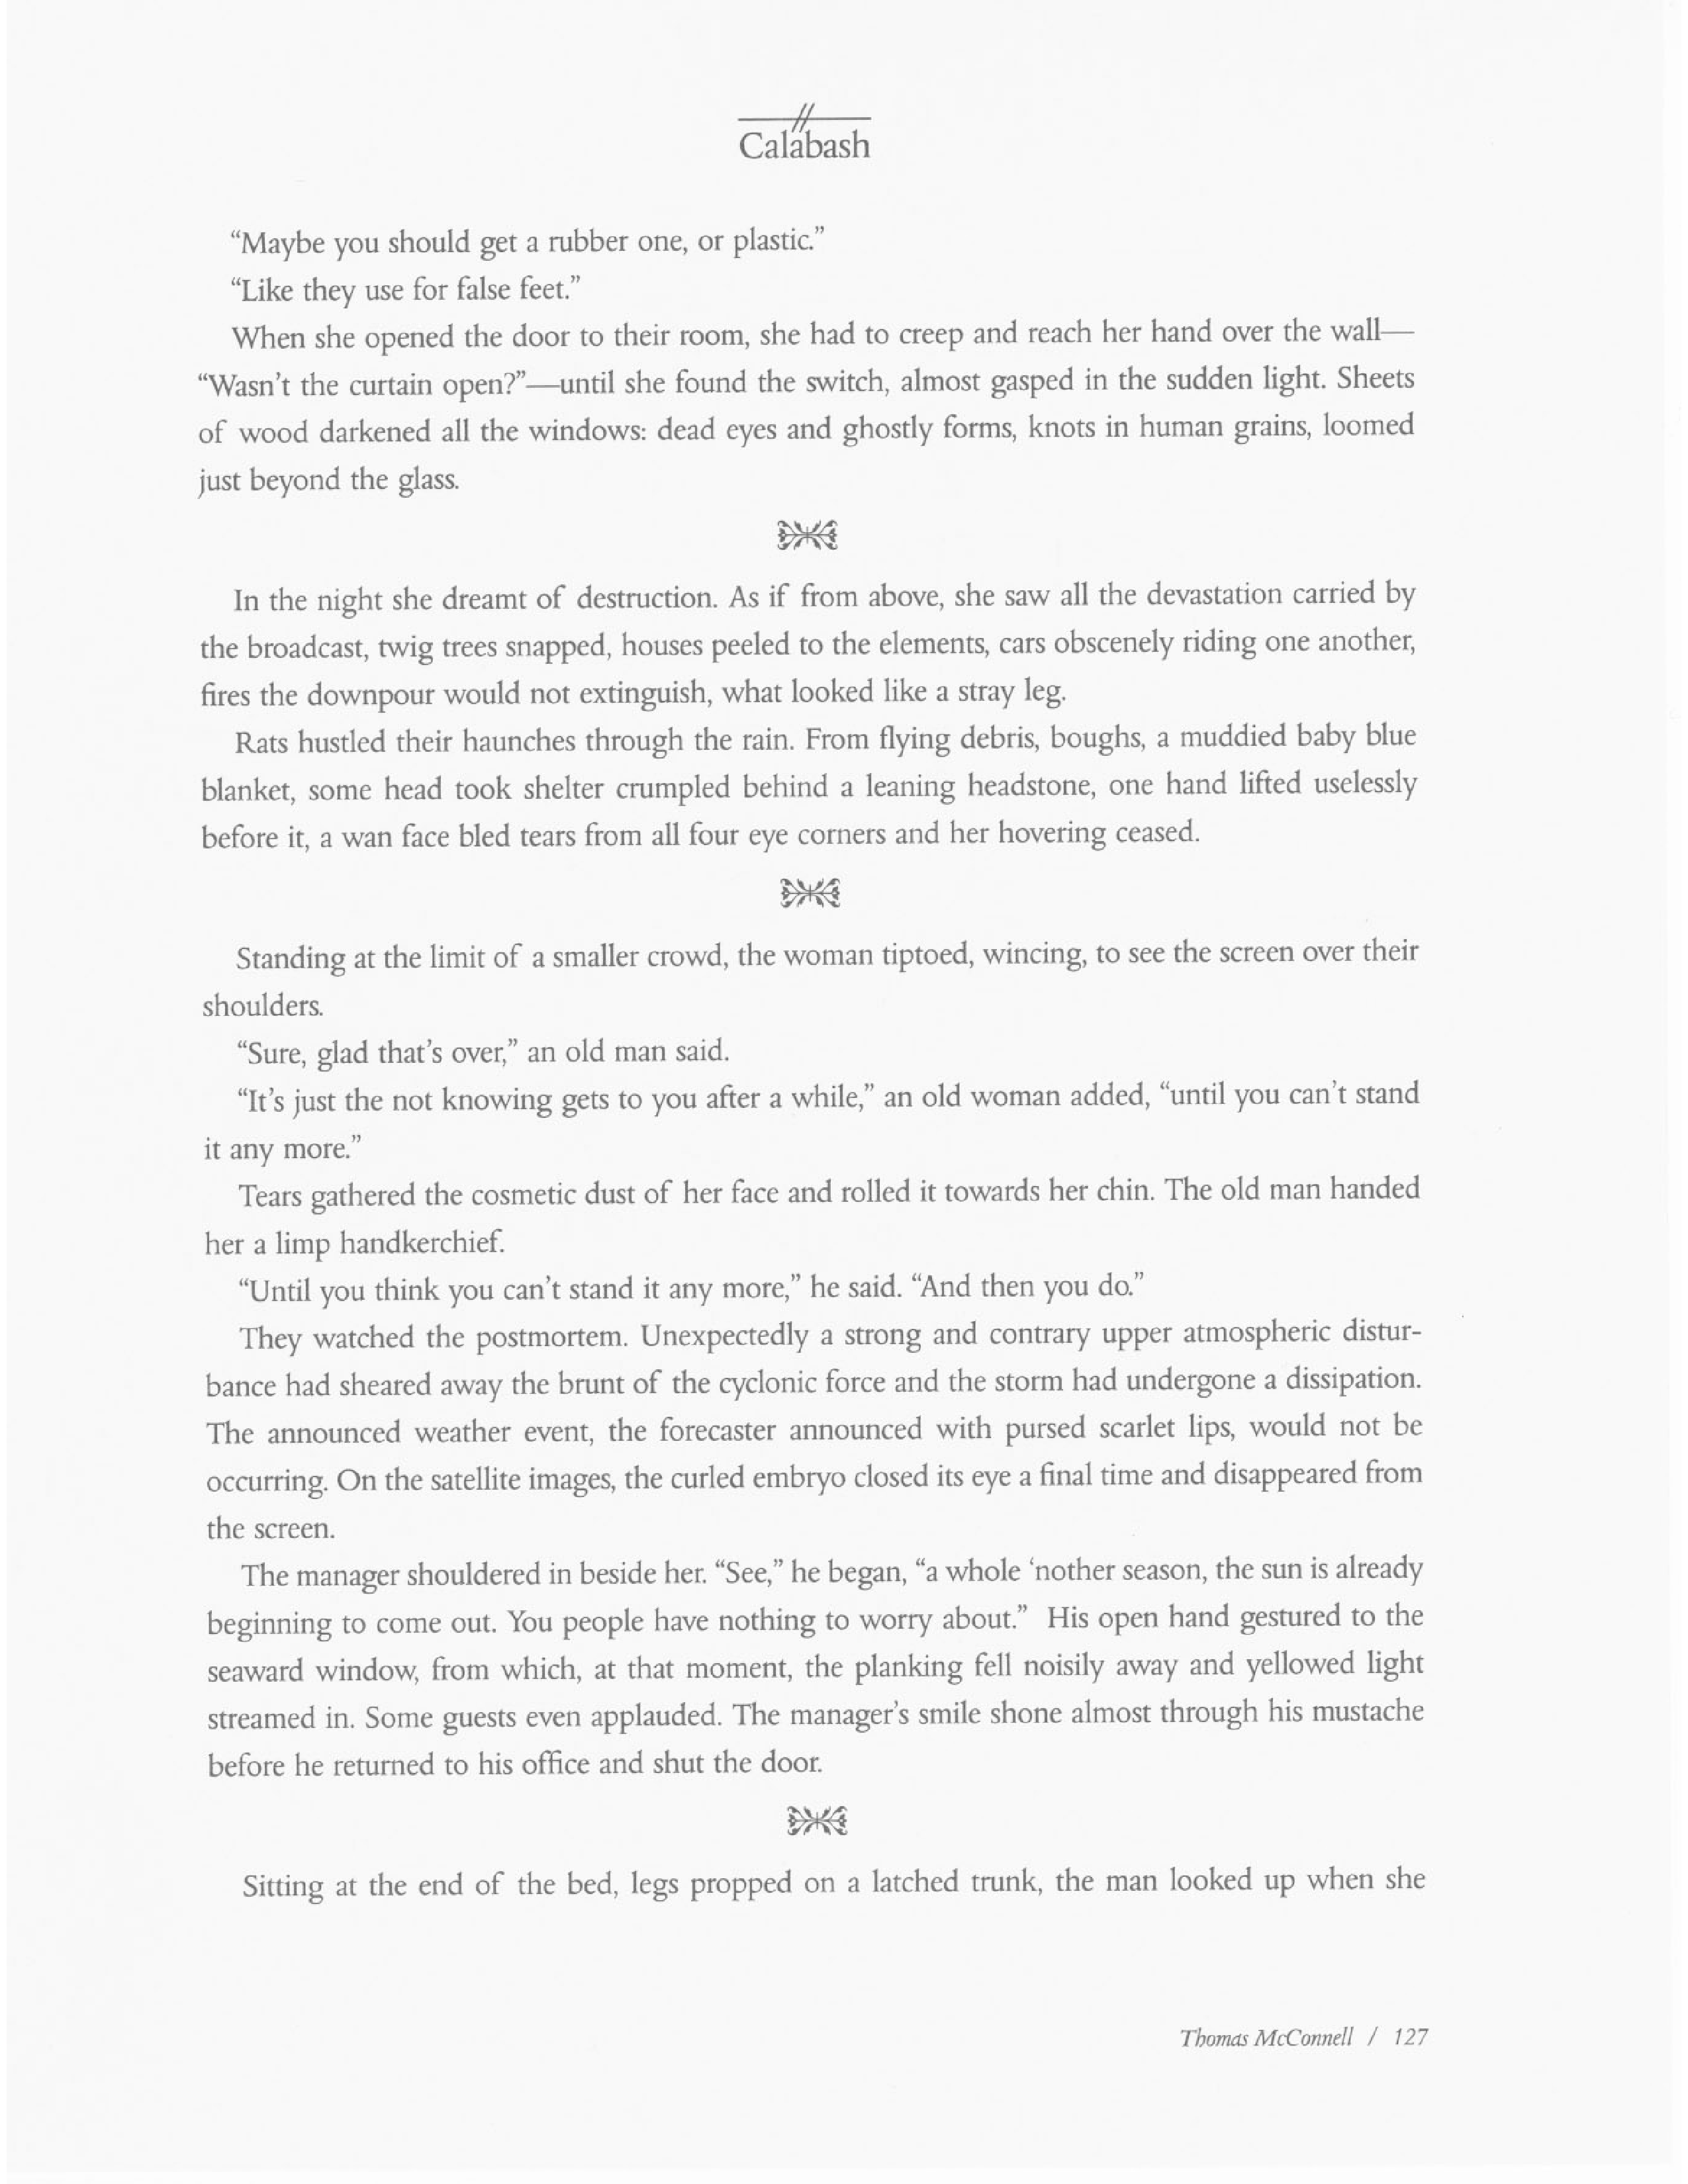 Calabash
“Maybe you should get a rubber one, or plastic.”
“Like they use for false feet.”
When she opened the door to their room, she had to creep and reach her hand over the wall—
“Wasn't the curtain open?”—until she found the switch, almost gasped in the sudden light. Sheets
of wood darkened all the windows: dead eyes and ghostly forms, knots in human grains, loomed
just beyond the glass.
In the night she dreamt of destruction. As if from above, she saw all the devastation carried by
the broadcast, twig trees snapped, houses peeled to the elements, cars obscenely riding one another,
fires the downpour would not extinguish, what looked like a stray leg.
Rats hustled their haunches through the rain. From flying debris, boughs, a muddied baby blue
blanket, some head took shelter crumpled behind a leaning headstone, one hand lifted uselessly
before it, a wan face bled tears from all four eye corners and her hovering ceased.
Standing at the limit of a smaller crowd, the woman tiptoed, wincing, to see the screen over their
shoulders.
“Sure, glad that's over,” an old man said.
“It's just the not knowing gets to you after a while,” an old woman added, “until you can't stand
it any more.”
Tears gathered the cosmetic dust of her face and rolled it towards her chin. The old man handed
her a limp handkerchief.
“Until you think you can't stand it any more,” he said. “And then you do.”
They watched the postmortem. Unexpectedly a strong and contrary upper atmospheric distur-
bance had sheared away the brunt of the cyclonic force and the storm had undergone a dissipation.
The announced weather event, the forecaster announced with pursed scarlet lips, would not be
occurring. On the satellite images, the curled embryo closed its eye a final time and disappeared from
the screen.
The manager shouldered in beside her. “See,” he began, “a whole ‘nother season, the sun is already
beginning to come out. You people have nothing to worry about.” His open hand gestured to the
seaward window, from which, at that moment, the planking fell noisily away and yellowed light
streamed in. Some guests even applauded. The manager's smile shone almost through his mustache
before he returned to his office and shut the door.
Sitting at the end of the bed, legs propped on a latched trunk, the man looked up when she
Thomas McConnell / 127